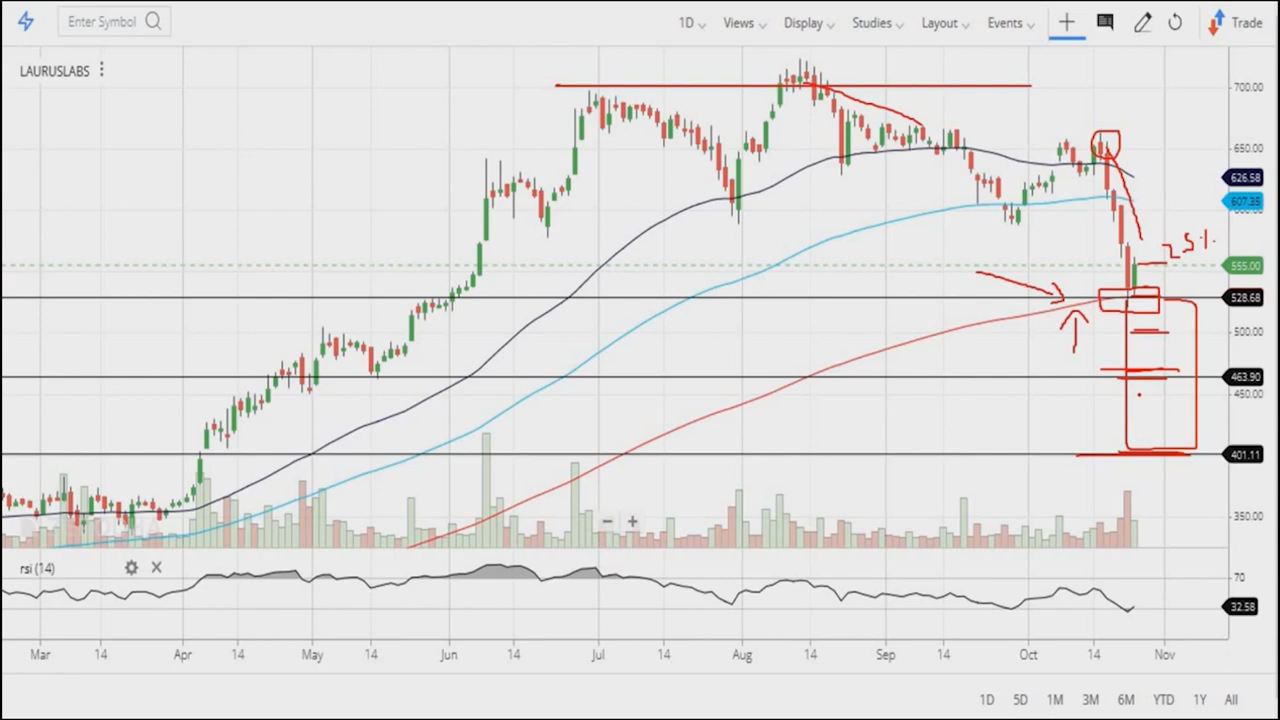 Enter Symbol
1D Views Display Studies Layout Events Trade
LAURUSLABS
700.00
650.00
626.58
607.35
25%
555.00
528.68
500.00
463.90
450.00
401.11
350.00
rsi (14)
70
32.58
Mar 14 Apr 14 May 14 Jun 14 Jul 14 Aug 14 Sep 14 Oct 14 Nov
1D 5D 1M 3M 6M YTD 1Y All